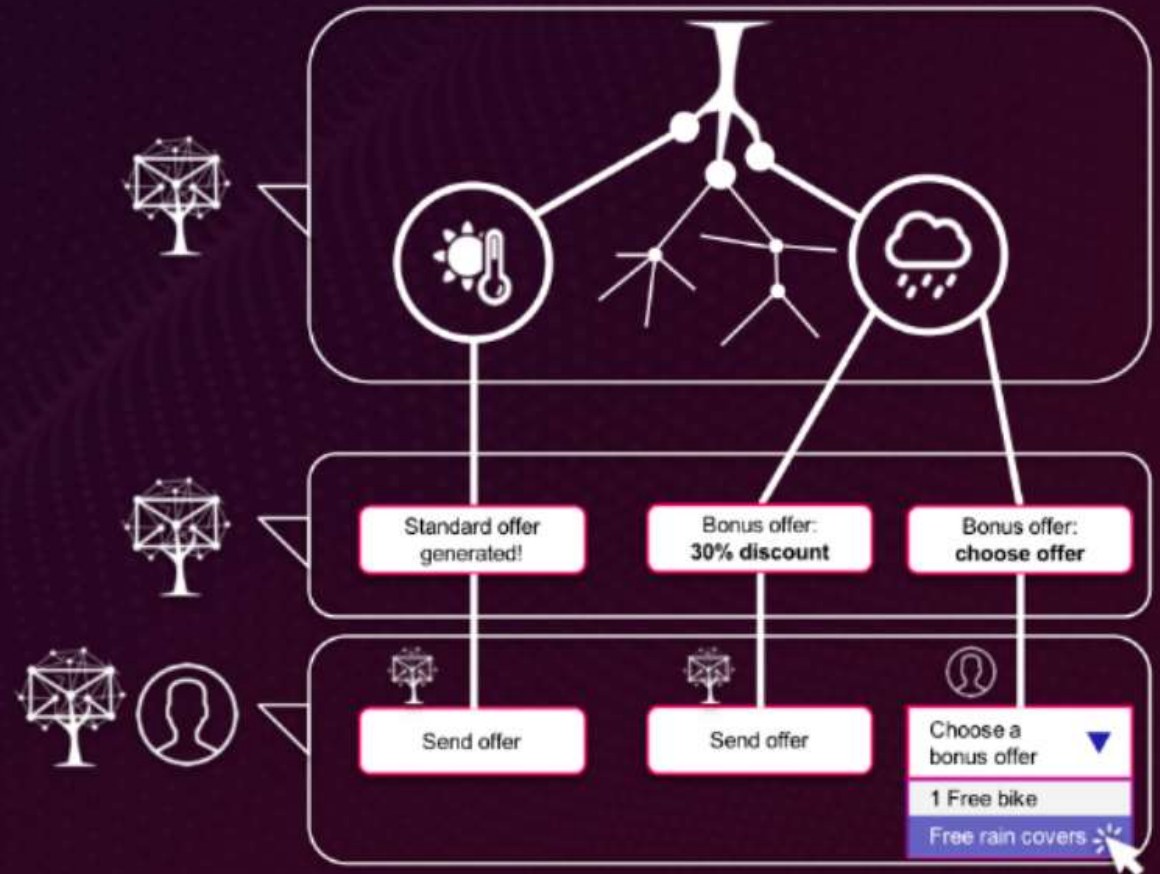 Standard offer
generated!
Bonus offer:
30% discount
Bonus offer:
choose offer
Send offer
Send offer
Choose a
bonus offer
1 Free bike
Free rain covers